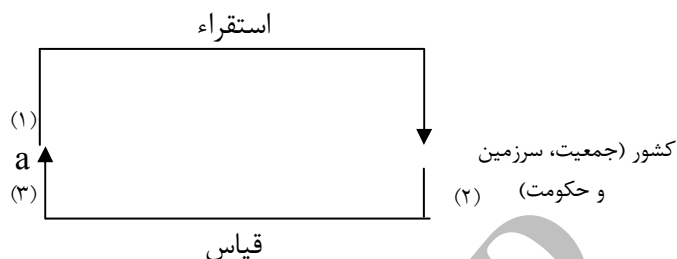 استقراء
(۱)
a
(۳)
کشور (جمعیت، سرزمین
و حکومت)
(۲)
قیاس